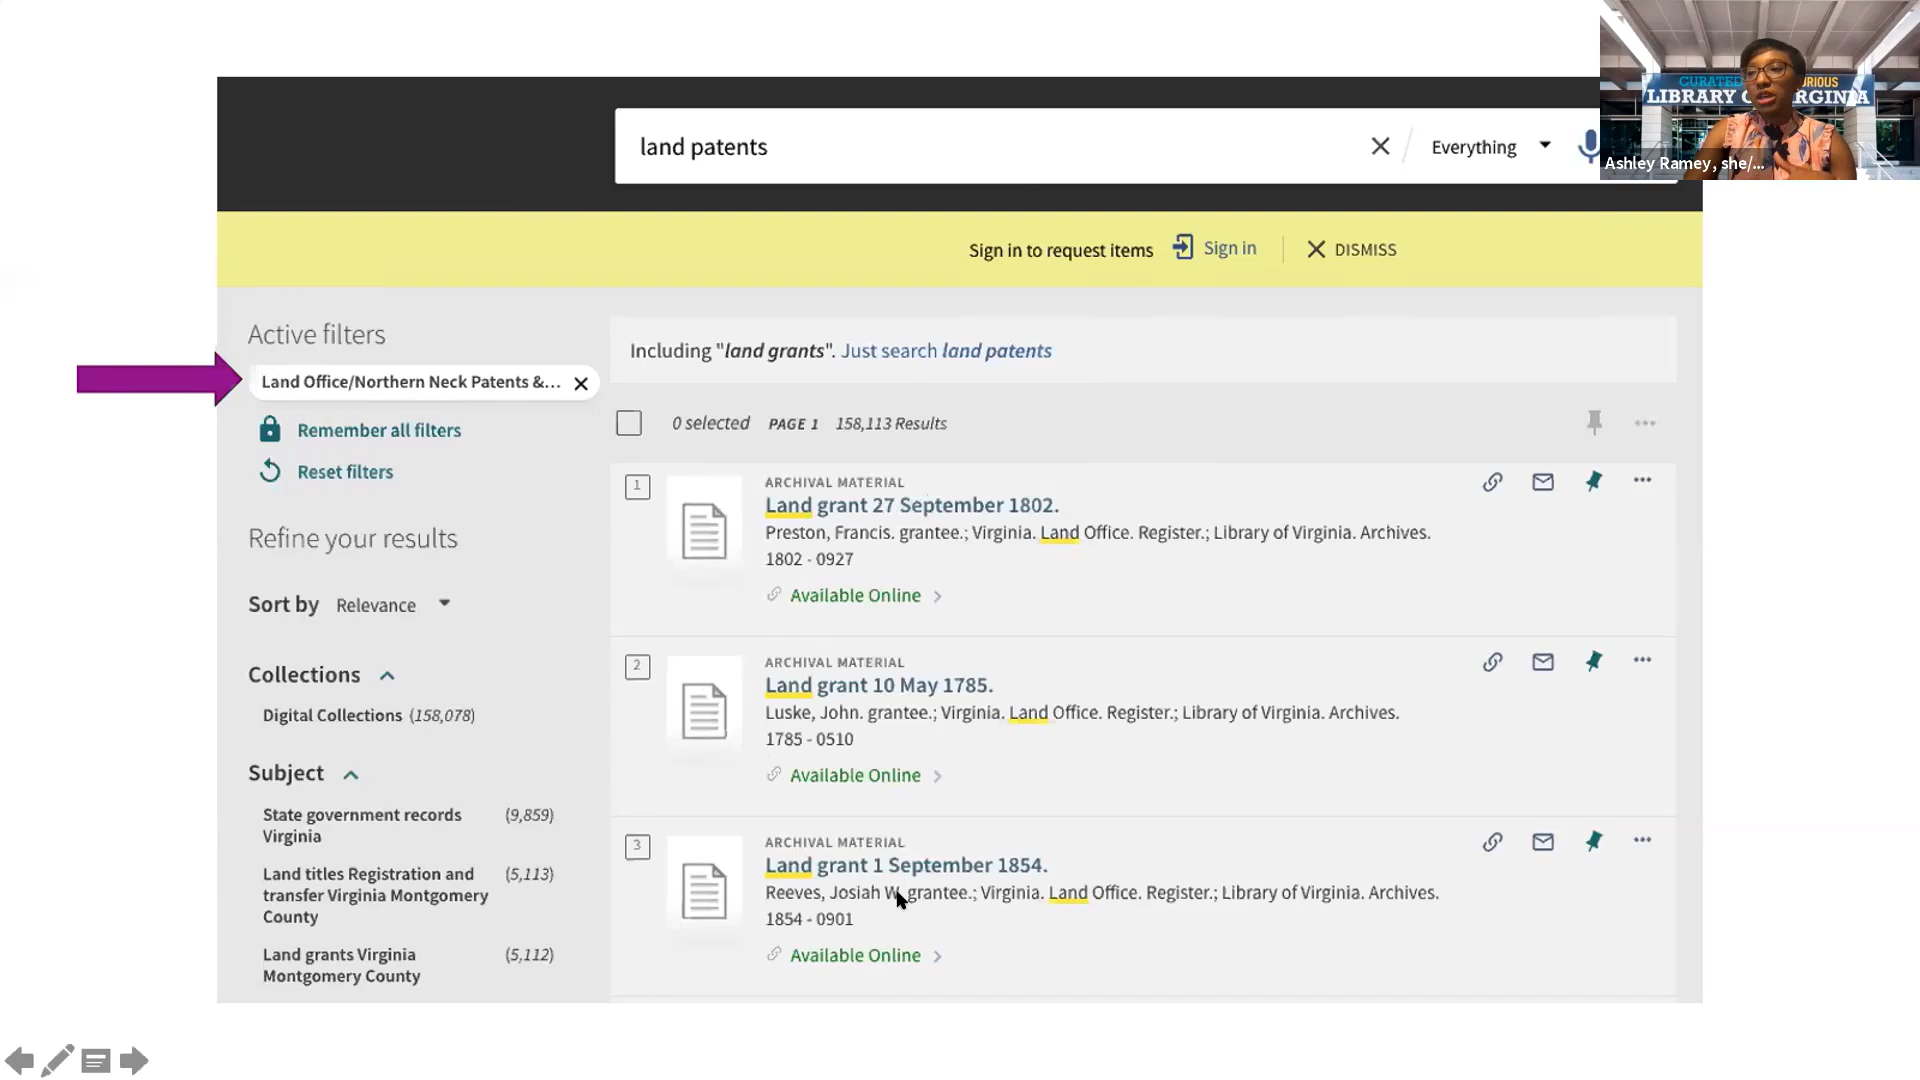 land patents
Everything
CURATED
LIBRARY
Ashley Ramey, she/...
Sign in to request items
Sign in
DISMISS
Active filters
Land Office/Northern Neck Patents &...
Remember all filters
Reset filters
Including "land grants". Just search land patents
0 selected PAGE 1 158,113 Results
Refine your results
Sort by Relevance
Collections
Digital Collections (158,078)
Subject
State government records (9,859)
Virginia
Land titles Registration and (5,113)
transfer Virginia Montgomery
County
Land grants Virginia (5,112)
Montgomery County
1
ARCHIVAL MATERIAL
Land grant 27 September 1802.
Preston, Francis. grantee.; Virginia. Land Office. Register.; Library of Virginia. Archives.
1802 - 0927
Available Online
2
ARCHIVAL MATERIAL
Land grant 10 May 1785.
Luske, John. grantee.; Virginia. Land Office. Register.; Library of Virginia. Archives.
1785 - 0510
Available Online
3
ARCHIVAL MATERIAL
Land grant 1 September 1854.
Reeves, Josiah W. grantee.; Virginia. Land Office. Register.; Library of Virginia. Archives.
1854 - 0901
Available Online